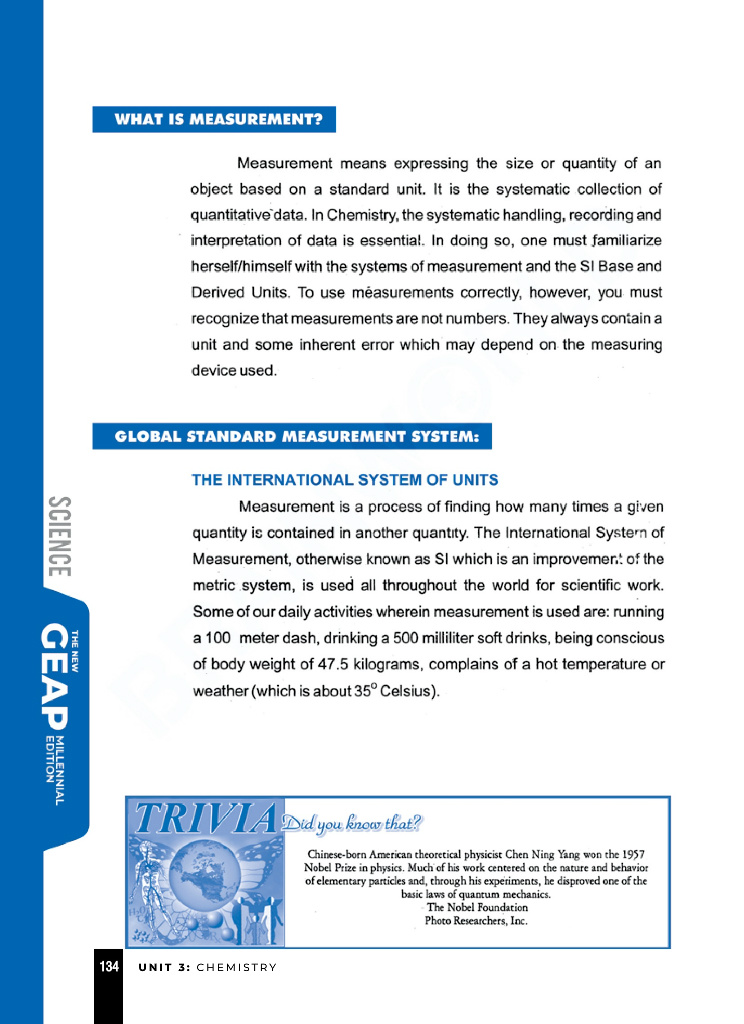 WHAT IS MEASUREMENT?
Measurement means expressing the size or quantity of an
object based on a standard unit. It is the systematic collection of
quantitative data. In Chemistry, the systematic handling, recording and
interpretation of data is essential. In doing so, one must familiarize
herself/himself with the systems of measurement and the SI Base and
Derived Units. To use measurements correctly, however, you must
recognize that measurements are not numbers. They always contain a
unit and some inherent error which may depend on the measuring
device used.
GLOBAL STANDARD MEASUREMENT SYSTEM:
THE INTERNATIONAL SYSTEM OF UNITS
Measurement is a process of finding how many times a given
quantity is contained in another quantity. The International System of
Measurement, otherwise known as SI which is an improvement of the
metric system, is used all throughout the world for scientific work.
Some of our daily activities wherein measurement is used are: running
a 100 meter dash, drinking a 500 milliliter soft drinks, being conscious
of body weight of 47.5 kilograms, complains of a hot temperature or
weather (which is about 35° Celsius).
SCIENCE
THE NEW
GEAP
MILLENNIAL
EDITION
TRIVIA
Did you know that?
Chinese-born American theoretical physicist Chen Ning Yang won the 1957
Nobel Prize in physics. Much of his work centered on the nature and behavior
of elementary particles and, through his experiments, he disproved one of the
basic laws of quantum mechanics.
The Nobel Foundation
Photo Researchers, Inc.
134 UNIT 3: CHEMISTRY